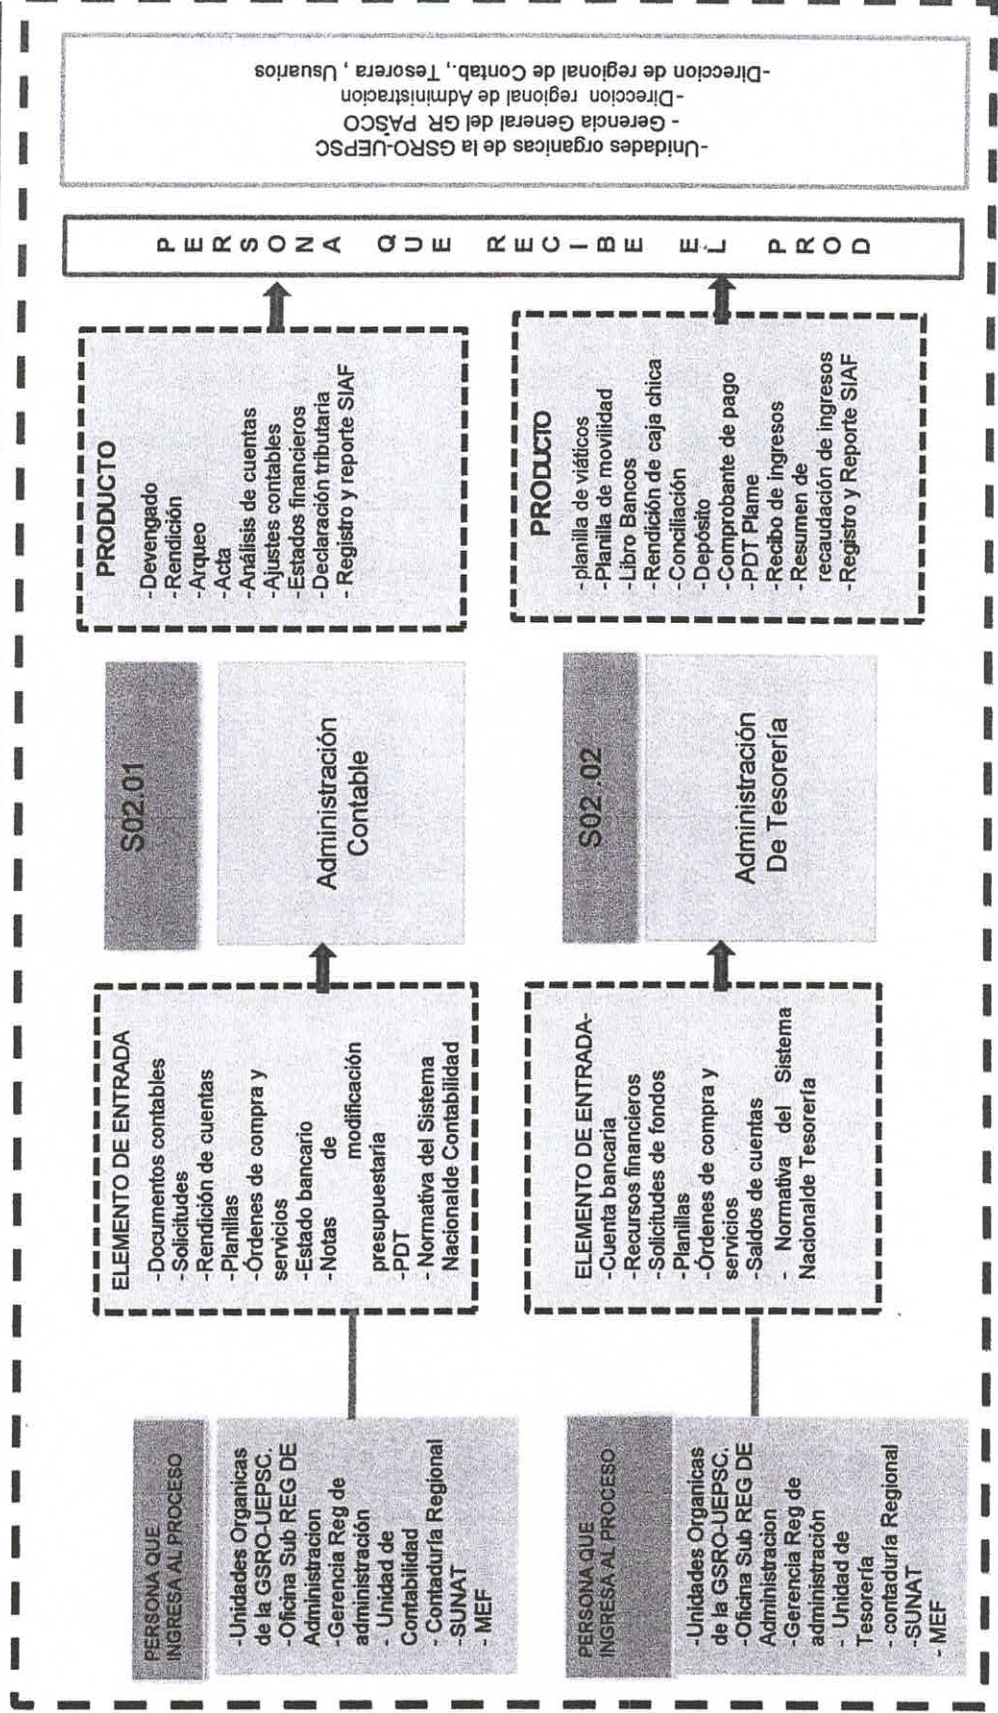 PERSONA QUE
INGRESA AL PROCESO
-Unidades Organicas
de la GSRO-UEPSC.
-Oficina Sub REG DE
Administracion
-Gerencia Reg de
administración
- Unidad de
Contabilidad
- Contaduría Regional
-SUNAT
- MEF
ELEMENTO DE ENTRADA
-Documentos contables
-Solicitudes
-Rendición de cuentas
-Planillas
-Órdenes de compra y
servicios
-Estado bancario
-Notas de modificación
presupuestaría
-PDT
- Normativa del Sistema
Nacionalde Contabilidad
S02.01
Administración
Contable
PRODUCTO
-Devengado
-Rendición
-Arqueo
-Acta
-Análisis de cuentas
-Ajustes contables
-Estados financieros
-Declaración tributaria
- Registro y reporte SIAF
PERSONA QUE
INGRESA AL PROCESO
-Unidades Organicas
de la GSRO-UEPSC.
-Oficina Sub REG DE
Administracion
-Gerencia Reg de
administración
- Unidad de
Tesorería
- contaduría Regional
-SUNAT
- MEF
ELEMENTO DE ENTRADA-
- Cuenta bancaria
-Recursos financieros
-Solicitudes de fondos
-Planillas
-Órdenes de compra y
servicios
-Saldos de cuentas
- Normativa del Sistema
Nacionalde Tesorería
S02 .02
Administración
De Tesorería
PRODUCTO
- planilla de viáticos
-Planilla de movilidad
-Libro Bancos
-Rendición de caja chica
-Conciliación
-Depósito
-Comprobante de pago
-PDT Plame
-Recibo de ingresos
-Resumen de
recaudación de ingresos
-Registro y Reporte SIAF
PERSONA QUE RECIBE EL PROD
-Unidades organicas de la GSRO-UEPSC
- Gerencia General del GR PASCO
-Direccion regional de Administracion
-Direccion de regional de Contab., Tesorera , Usuarios